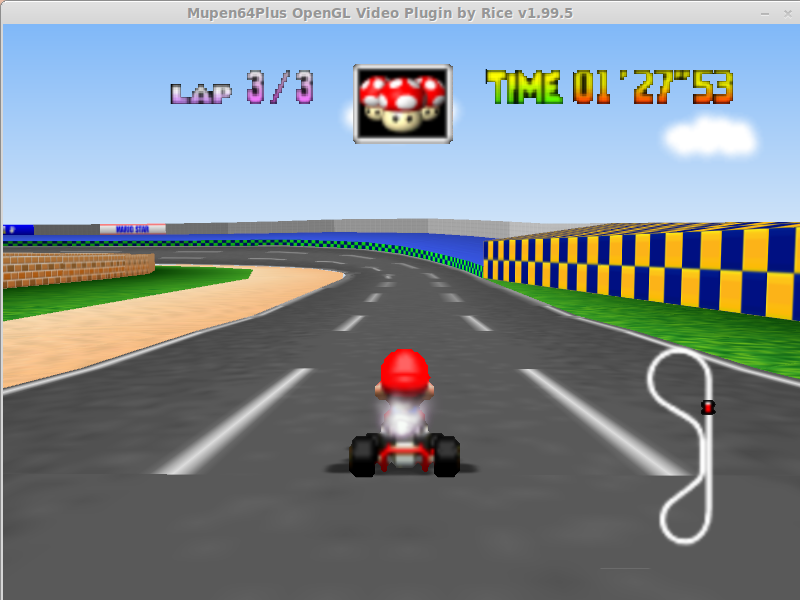 Mupen64Plus OpenGL Video Plugin by Rice v1.99.5
LAP 3/3
TIME 01'27"53
MARIO STAR